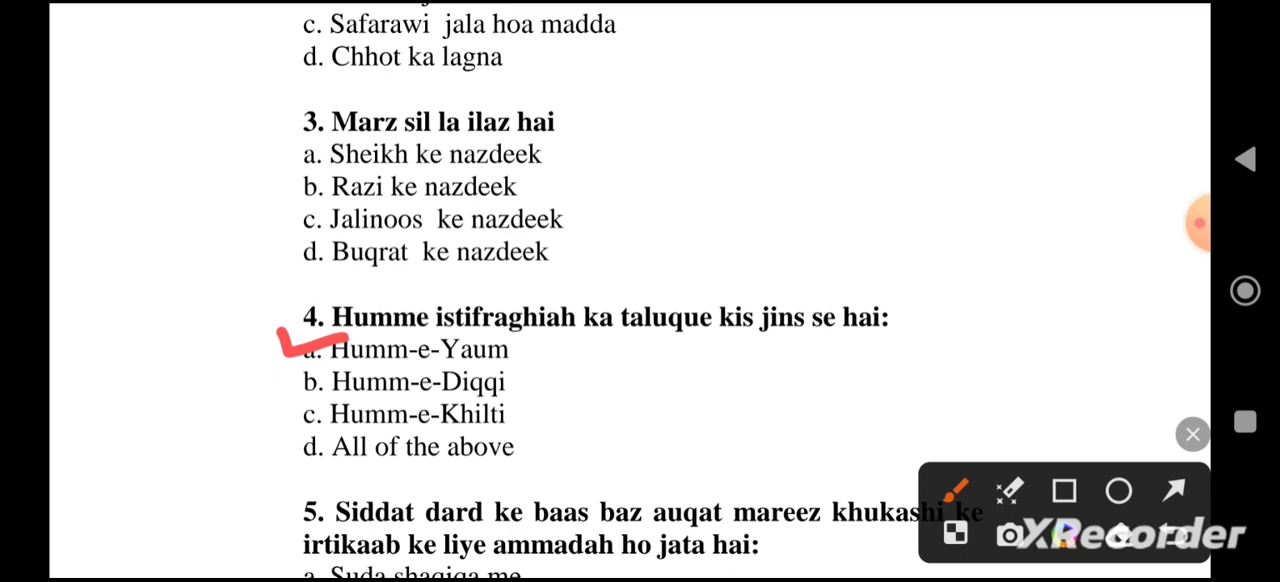 c. Safarawi jala hoa madda
d. Chhot ka lagna
3. Marz sil la ilaz hai
a. Sheikh ke nazdeek
b. Razi ke nazdeek
c. Jalinoos ke nazdeek
d. Buqrat ke nazdeek
4. Humme istifraghiah ka taluque kis jins se hai:
a. Humm-e-Yaum
b. Humm-e-Diqqi
c. Humm-e-Khilti
d. All of the above
5. Siddat dard ke baas baz auqat mareez khukashi ke
irtikaab ke liye ammadah ho jata hai:
a. Suda shaqiqa me
XRecorder